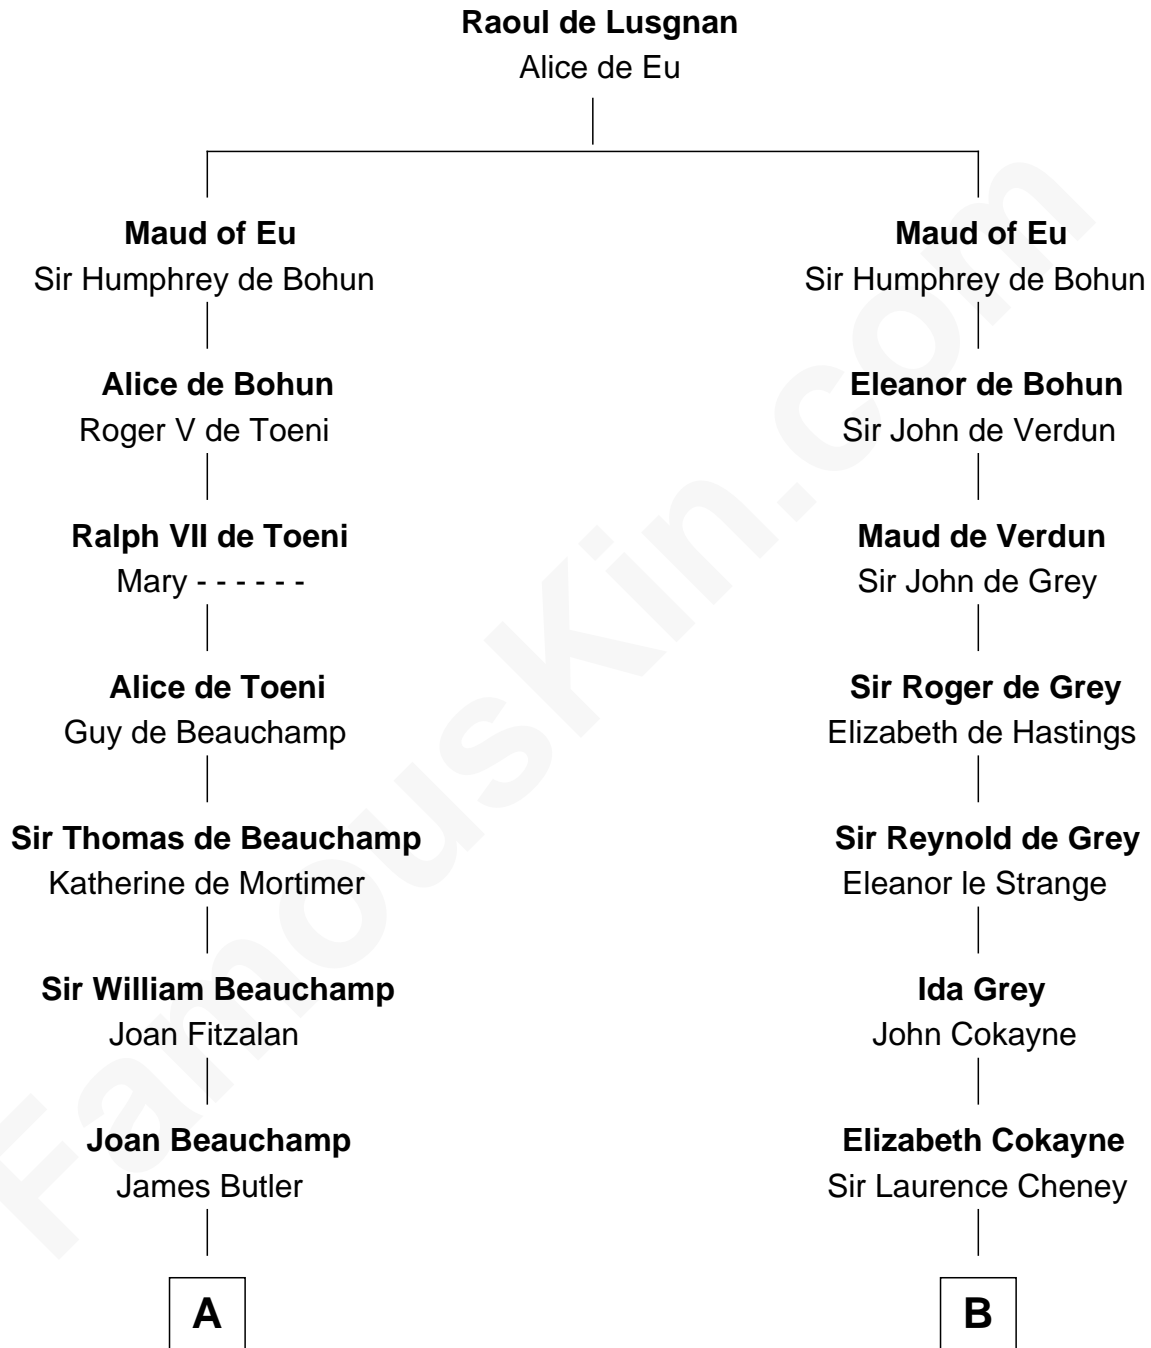 Raoul de Lusgnan
Alice de Eu
Maud of Eu
Sir Humphrey de Bohun
Maud of Eu
Sir Humphrey de Bohun
Alice de Bohun
Roger V de Toeni
Eleanor de Bohun
Sir John de Verdun
Ralph VII de Toeni
Mary - - - - - -
Maud de Verdun
Sir John de Grey
Alice de Toeni
Guy de Beauchamp
Sir Roger de Grey
Elizabeth de Hastings
Sir Thomas de Beauchamp
Katherine de Mortimer
Sir Reynold de Grey
Eleanor le Strange
Sir William Beauchamp
Joan Fitzalan
Ida Grey
John Cokayne
Joan Beauchamp
James Butler
Elizabeth Cokayne
Sir Laurence Cheney
A
B
FamousKin.com